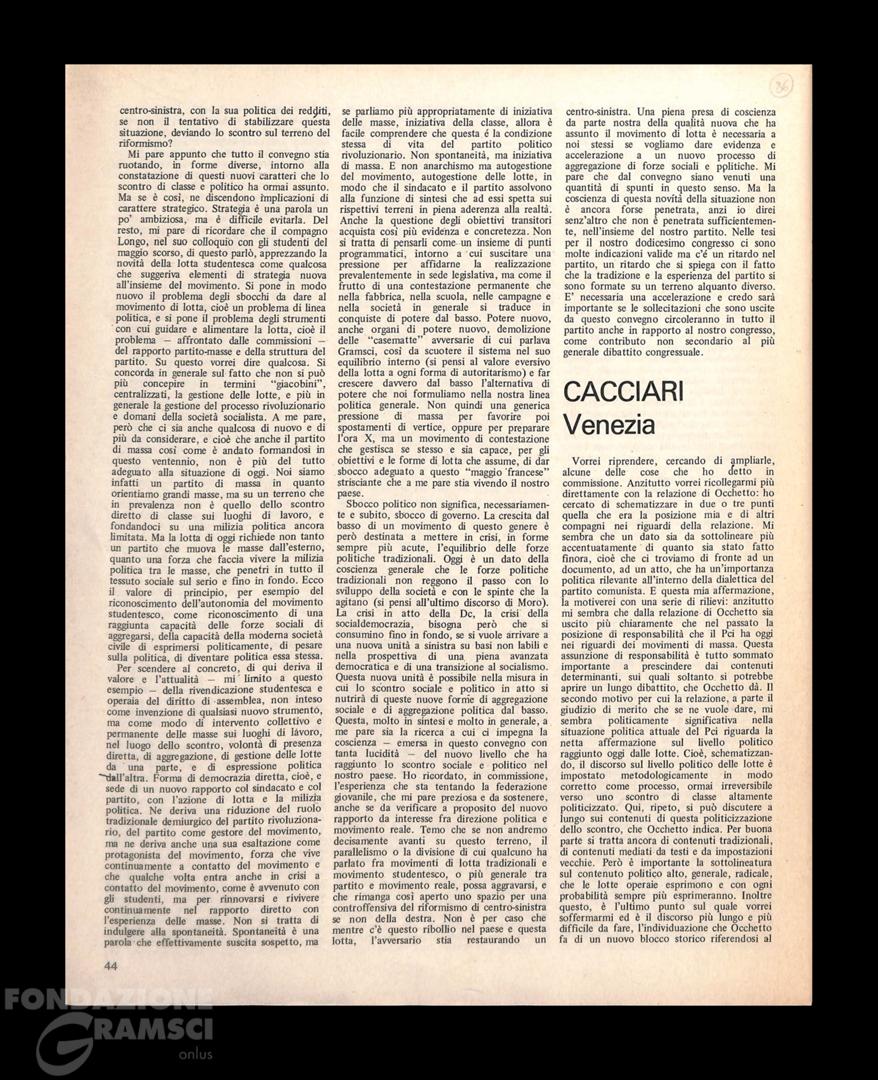 36
centro-sinistra, con la sua politica dei redditi,
se non il tentativo di stabilizzare questa
situazione, deviando lo scontro sul terreno del
riformismo?
Mi pare appunto che tutto il convegno stia
ruotando, in forme diverse, intorno alla
constatazione di questi nuovi caratteri che lo
scontro di classe e politico ha ormai assunto.
Ma se è così, ne discendono implicazioni di
carattere strategico. Strategia è una parola un
po' ambiziosa, ma è difficile evitarla. Del
resto, mi pare di ricordare che il compagno
Longo, nel suo colloquio con gli studenti del
maggio scorso, di questo parlò, apprezzando la
novità della lotta studentesca come qualcosa
che suggeriva elementi di strategia nuova
all'insieme del movimento. Si pone in modo
nuovo il problema degli sbocchi da dare al
movimento di lotta, cioè un problema di linea
politica, e si pone il problema degli strumenti
con cui guidare e alimentare la lotta, cioè il
problema — affrontato dalle commissioni —
del rapporto partito-masse e della struttura del
partito. Su questo vorrei dire qualcosa. Si
concorda in generale sul fatto che non si può
più concepire in termini "giacobini",
centralizzati, la gestione delle lotte, e più in
generale la gestione del processo rivoluzionario
e domani della società socialista. A me pare,
però che ci sia anche qualcosa di nuovo e di
più da considerare, e cioè che anche il partito
di massa così come è andato formandosi in
questo ventennio, non è più del tutto
adeguato alla situazione di oggi. Noi siamo
infatti un partito di massa in quanto
orientiamo grandi masse, ma su un terreno che
in prevalenza non è quello dello scontro
diretto di classe sui luoghi di lavoro, e
fondandoci su una milizia politica ancora
limitata. Ma la lotta di oggi richiede non tanto
un partito che muova le masse dall'esterno,
quanto una forza che faccia vivere la milizia
politica tra le masse, che penetri in tutto il
tessuto sociale sul serio e fino in fondo. Ecco
il valore di principio, per esempio del
riconoscimento dell'autonomia del movimento
studentesco, come riconoscimento di una
raggiunta capacità delle forze sociali di
aggregarsi, della capacità della moderna società
civile di esprimersi politicamente, di pesare
sulla politica, di diventare politica essa stessa.
Per scendere al concreto, di qui deriva il
valore e l'attualità — mi limito a questo
esempio — della rivendicazione studentesca e
operaia del diritto di assemblea, non inteso
come invenzione di qualsiasi nuovo strumento,
ma come modo di intervento collettivo e
permanente delle masse sui luoghi di lavoro,
nel luogo dello scontro, volontà di presenza
diretta, di aggregazione, di gestione delle lotte
da una parte, e di espressione politica
dall'altra. Forma di democrazia diretta, cioè, e
sede di un nuovo rapporto col sindacato e col
partito, con l'azione di lotta e la milizia
politica. Ne deriva una riduzione del ruolo
tradizionale demiurgico del partito rivoluziona-
rio, del partito come gestore del movimento,
ma ne deriva anche una sua esaltazione come
protagonista del movimento, forza che vive
continuamente a contatto del movimento e
che qualche volta entra anche in crisi a
contatto del movimento, come è avvenuto con
gli studenti, ma per rinnovarsi e rivivere
continuamente nel rapporto diretto con
l'esperienza delle masse. Non si tratta di
indulgere alla spontaneità. Spontaneità è una
parola che effettivamente suscita sospetto, ma
se parliamo più appropriatamente di iniziativa
delle masse, iniziativa della classe, allora è
facile comprendere che questa é la condizione
stessa di vita del partito politico
rivoluzionario. Non spontaneità, ma iniziativa
di massa. E non anarchismo ma autogestione
del movimento, autogestione delle lotte, in
modo che il sindacato e il partito assolvono
alla funzione di sintesi che ad essi spetta sui
rispettivi terreni in piena aderenza alla realtà.
Anche la questione degli obiettivi transitori
acquista così più evidenza e concretezza. Non
si tratta di pensarli come un insieme di punti
programmatici, intorno a cui suscitare una
pressione per affidarne la realizzazione
prevalentemente in sede legislativa, ma come il
frutto di una contestazione permanente che
nella fabbrica, nella scuola, nelle campagne e
nella società in generale si traduce in
conquiste di potere dal basso. Potere nuovo,
anche organi di potere nuovo, demolizione
delle "casematte" avversarie di cui parlava
Gramsci, così da scuotere il sistema nel suo
equilibrio interno (si pensi al valore eversivo
della lotta a ogni forma di autoritarismo) e far
crescere davvero dal basso l'alternativa di
potere che noi formuliamo nella nostra linea
politica generale. Non quindi una generica
pressione di massa per favorire poi
spostamenti di vertice, oppure per preparare
l'ora X, ma un movimento di contestazione
che gestisca se stesso e sia capace, per gli
obiettivi e le forme di lotta che assume, di dar
sbocco adeguato a questo "maggio francese"
strisciante che a me pare stia vivendo il nostro
paese.
Sbocco politico non significa, necessariamen-
te e subito, sbocco di governo. La crescita dal
basso di un movimento di questo genere è
però destinata a mettere in crisi, in forme
sempre più acute, l'equilibrio delle forze
politiche tradizionali. Oggi è un dato della
coscienza generale che le forze politiche
tradizionali non reggono il passo con lo
sviluppo della società e con le spinte che la
agitano (si pensi all'ultimo discorso di Moro).
La crisi in atto della Dc, la crisi della
socialdemocrazia, bisogna però che si
consumino fino in fondo, se si vuole arrivare a
una nuova unità a sinistra su basi non labili e
nella prospettiva di una piena avanzata
democratica e di una transizione al socialismo.
Questa nuova unità è possibile nella misura in
cui lo scontro sociale e politico in atto si
nutrirà di queste nuove forme di aggregazione
sociale e di aggregazione politica dal basso.
Questa, molto in sintesi e molto in generale, a
me pare sia la ricerca a cui ci impegna la
coscienza — emersa in questo convegno con
tanta lucidità — del nuovo livello che ha
raggiunto lo scontro sociale e politico nel
nostro paese. Ho ricordato, in commissione,
l'esperienza che sta tentando la federazione
giovanile, che mi pare preziosa e da sostenere,
anche se da verificare a proposito del nuovo
rapporto da interesse fra direzione politica e
movimento reale. Temo che se non andremo
decisamente avanti su questo terreno, il
parallelismo o la divisione di cui qualcuno ha
parlato fra movimenti di lotta tradizionali e
movimento studentesco, o più generale tra
partito e movimento reale, possa aggravarsi, e
che rimanga così aperto uno spazio per una
controffensiva del riformismo di centro-sinistra
se non della destra. Non è per caso che
mentre c'è questo ribollio nel paese e questa
lotta, l'avversario stia restaurando un
centro-sinistra. Una piena presa di coscienza
da parte nostra della qualità nuova che ha
assunto il movimento di lotta è necessaria a
noi stessi se vogliamo dare evidenza e
accelerazione a un nuovo processo di
aggregazione di forze sociali e politiche. Mi
pare che dal convegno siano venuti una
quantità di spunti in questo senso. Ma la
coscienza di questa novità della situazione non
è ancora forse penetrata, anzi io direi
senz'altro che non è penetrata sufficientemen-
te, nell'insieme del nostro partito. Nelle tesi
per il nostro dodicesimo congresso ci sono
molte indicazioni valide ma c'é un ritardo nel
partito, un ritardo che si spiega con il fatto
che la tradizione e la esperienza del partito si
sono formate su un terreno alquanto diverso.
E' necessaria una accelerazione e credo sarà
importante se le sollecitazioni che sono uscite
da questo convegno circoleranno in tutto il
partito anche in rapporto al nostro congresso,
come contributo non secondario al più
generale dibattito congressuale.
CACCIARI
Venezia
Vorrei riprendere, cercando di ampliarle,
alcune delle cose che ho detto in
commissione. Anzitutto vorrei ricollegarmi più
direttamente con la relazione di Occhetto: ho
cercato di schematizzare in due o tre punti
quella che era la posizione mia e di altri
compagni nei riguardi della relazione. Mi
sembra che un dato sia da sottolineare più
accentuatamente di quanto sia stato fatto
finora, cioè che ci troviamo di fronte ad un
documento, ad un atto, che ha un'importanza
politica rilevante all'interno della dialettica del
partito comunista. E questa mia affermazione,
la motiverei con una serie di rilievi: anzitutto
mi sembra che dalla relazione di Occhetto sia
uscito più chiaramente che nel passato la
posizione di responsabilità che il Pci ha oggi
nei riguardi dei movimenti di massa. Questa
assunzione di responsabilità è tutto sommato
importante a prescindere dai contenuti
determinanti, sui quali soltanto si potrebbe
aprire un lungo dibattito, che Occhetto dà. Il
secondo motivo per cui la relazione, a parte il
giudizio di merito che se ne vuole dare, mi
sembra politicamente significativa nella
situazione politica attuale del Pci riguarda la
netta affermazione sul livello politico
raggiunto oggi dalle lotte. Cioè, schematizzan-
do, il discorso sul livello politico delle lotte è
impostato metodologicamente in modo
corretto come processo, ormai irreversibile
verso uno scontro di classe altamente
politicizzato. Qui, ripeto, si può discutere a
lungo sui contenuti di questa politicizzazione
dello scontro, che Occhetto indica. Per buona
parte si tratta ancora di contenuti tradizionali,
di contenuti mediati da testi e da impostazioni
vecchie. Però è importante la sottolineatura
sul contenuto politico alto, generale, radicale,
che le lotte operaie esprimono e con ogni
probabilità sempre più esprimeranno. Inoltre
questo, è l'ultimo punto sul quale vorrei
soffermarmi ed è il discorso più lungo e più
difficile da fare, l'individuazione che Occhetto
fa di un nuovo blocco storico riferendosi al
44
FONDAZIONE
GRAMSCI
onlus